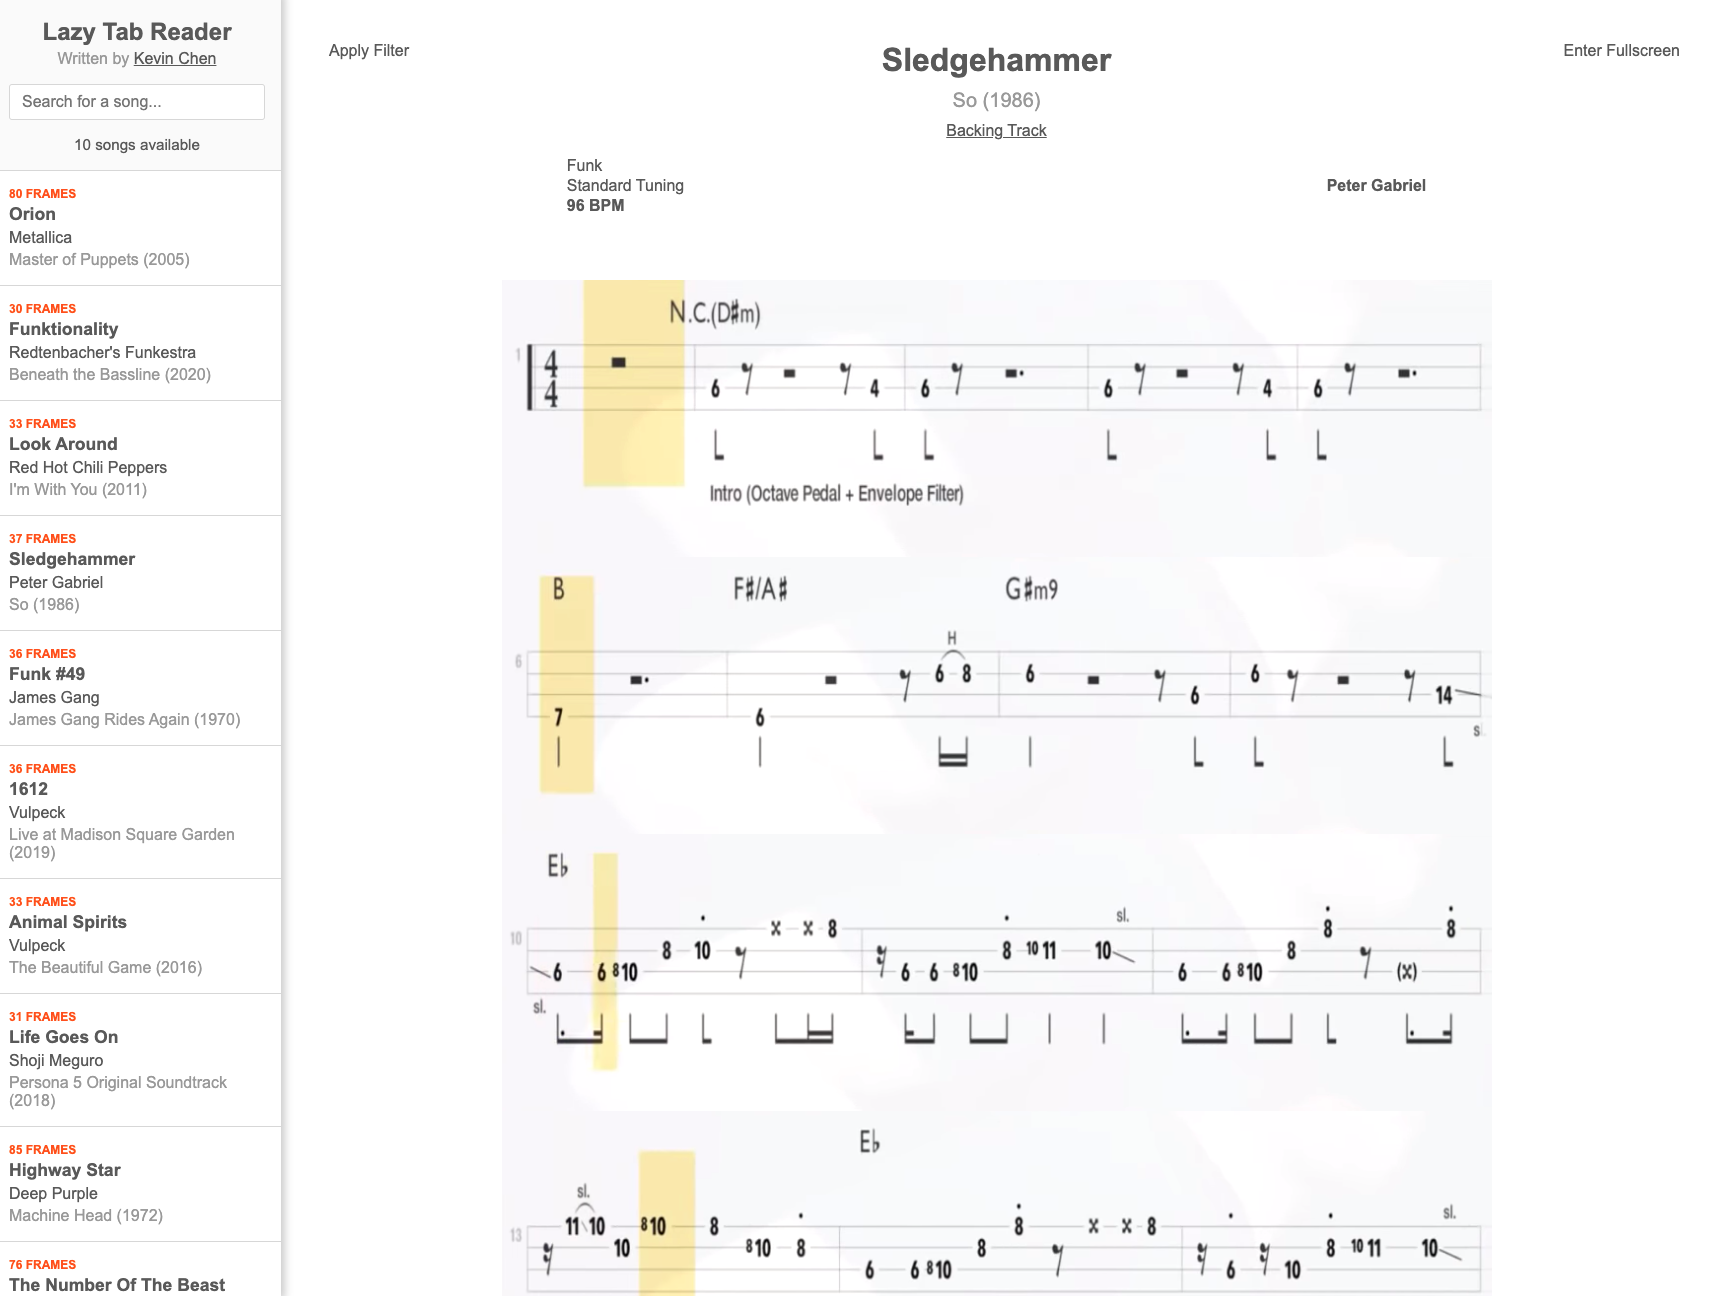 Lazy Tab Reader
Written by Kevin Chen
Search for a song...
10 songs available
80 FRAMES
Orion
Metallica
Master of Puppets (2005)
30 FRAMES
Funktionality
Redtenbacher's Funkestra
Beneath the Bassline (2020)
33 FRAMES
Look Around
Red Hot Chili Peppers
I'm With You (2011)
37 FRAMES
Sledgehammer
Peter Gabriel
So (1986)
36 FRAMES
Funk #49
James Gang
James Gang Rides Again (1970)
36 FRAMES
1612
Vulpeck
Live at Madison Square Garden
(2019)
33 FRAMES
Animal Spirits
Vulpeck
The Beautiful Game (2016)
31 FRAMES
Life Goes On
Shoji Meguro
Persona 5 Original Soundtrack
(2018)
85 FRAMES
Highway Star
Deep Purple
Machine Head (1972)
76 FRAMES
The Number Of The Beast
Apply Filter
Sledgehammer
Enter Fullscreen
So (1986)
Backing Track
Funk
Standard Tuning
96 BPM
Peter Gabriel
N.C.(D♯m)
1
4 4
6 4 6 6 4 6
Intro (Octave Pedal + Envelope Filter)
B F♯/A♯ G♯m9
H
6
6 8 6 6
6 14
7 6
sl.
E♭
sl.
10
x x 8 8 8
8 10 8 10 11 10 8
6 6 8 10 6 6 8 10 6 6 8 10 (x)
sl.
E♭
sl. sl.
13
11 10 8 10 8 8 x x 8
10 8 10 8 8 8 10 11 10
6 6 8 10 6 10